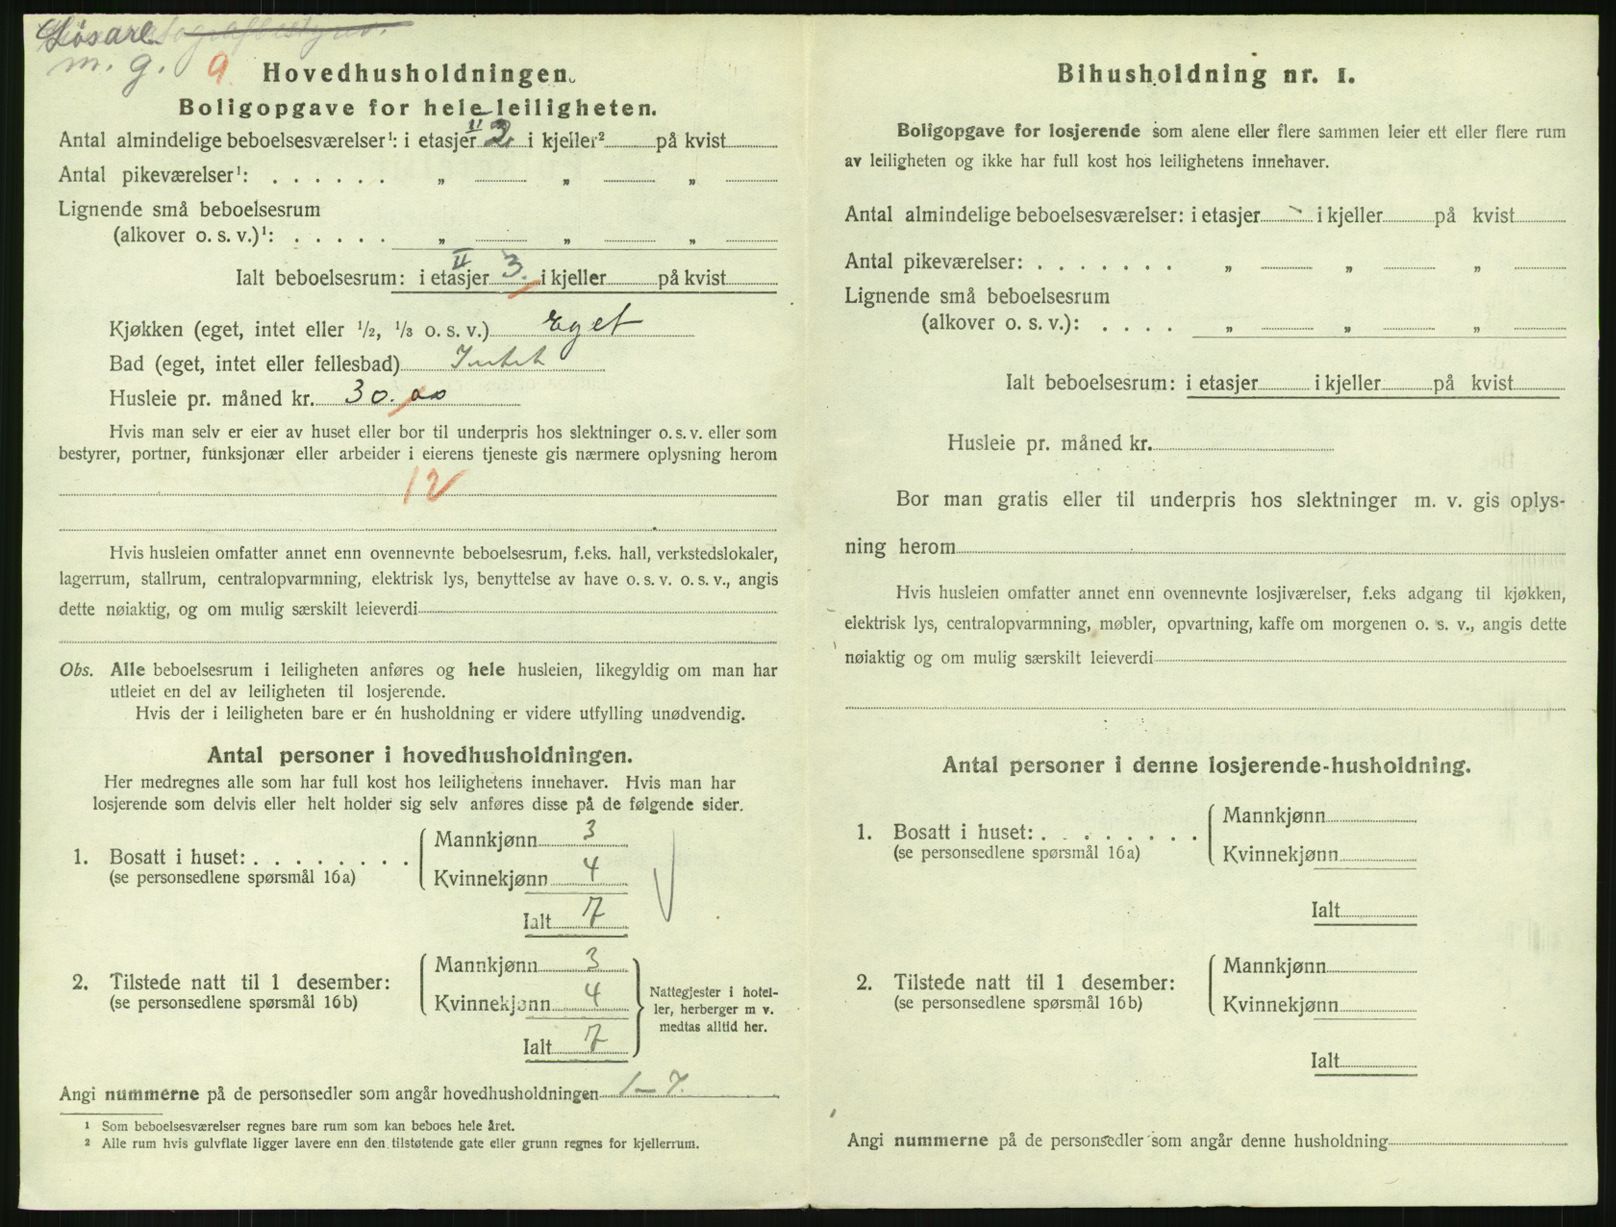 Løsarb.
m. g. 9
Hovedhusholdningen.
Boligopgave for hele leiligheten.
Antal almindelige beboelsesværelser¹: i etasjer II 2 i kjeller² på kvist
Antal pikeværelser¹: . . . . . . „ „ „
Lignende små beboelsesrum
(alkover o. s. v.)¹: . . . . . „ „ „
Ialt beboelsesrum: i etasjer II 3. i kjeller på kvist
Kjøkken (eget, intet eller 1/2, 1/3 o. s. v.) Eget
Bad (eget, intet eller fellesbad) Intet
Husleie pr. måned kr. 30.00
Hvis man selv er eier av huset eller bor til underpris hos slektninger o. s. v. eller som
bestyrer, portner, funksjonær eller arbeider i eierens tjeneste gis nærmere oplysning herom
12
Hvis husleien omfatter annet enn ovennevnte beboelsesrum, f.eks. hall, verkstedslokaler,
lagerrum, stallrum, centralopvarmning, elektrisk lys, benyttelse av have o. s. v. o. s. v., angis
dette nøiaktig, og om mulig særskilt leieverdi
Obs. Alle beboelsesrum i leiligheten anføres og hele husleien, likegyldig om man har
utleiet en del av leiligheten til losjerende.
Hvis der i leiligheten bare er én husholdning er videre utfylling unødvendig.
Antal personer i hovedhusholdningen.
Her medregnes alle som har full kost hos leilighetens innehaver. Hvis man har
losjerende som delvis eller helt holder sig selv anføres disse på de følgende sider.
Mannkjønn 3
1. Bosatt i huset: . . . . . . . .
(se personsedlene spørsmål 16a)
Kvinnekjønn 4
Ialt 7
Mannkjønn 3
2. Tilstede natt til 1 desember:
(se personsedlene spørsmål 16b)
Kvinnekjønn 4
Ialt 7
Nattegjester i hotel-
ler, herberger m v.
medtas alltid her.
Angi nummerne på de personsedler som angår hovedhusholdningen 1-7.
¹ Som beboelsesværelser regnes bare rum som kan beboes hele året.
² Alle rum hvis gulvflate ligger lavere enn den tilstøtende gate eller grunn regnes for kjellerrum.
Bihusholdning nr. 1.
Boligopgave for losjerende som alene eller flere sammen leier ett eller flere rum
av leiligheten og ikke har full kost hos leilighetens innehaver.
Antal almindelige beboelsesværelser: i etasjer i kjeller på kvist
Antal pikeværelser: . . . . . . . „ „ „
Lignende små beboelsesrum
(alkover o. s. v.): . . . . „ „ „
Ialt beboelsesrum: i etasjer i kjeller på kvist
Husleie pr. måned kr.
Bor man gratis eller til underpris hos slektninger m. v. gis oplys-
ning herom
Hvis husleien omfatter annet enn ovennevnte losjiværelser, f.eks adgang til kjøkken,
elektrisk lys, centralopvarmning, møbler, opvartning, kaffe om morgenen o. s. v., angis dette
nøiaktig og om mulig særskilt leieverdi
Antal personer i denne losjerende-husholdning.
Mannkjønn
1. Bosatt i huset: . . . . . . . .
(se personsedlene spørsmål 16a)
Kvinnekjønn
Ialt
Mannkjønn
2. Tilstede natt til 1 desember:
(se personsedlene spørsmål 16b)
Kvinnekjønn
Ialt
Angi nummerne på de personsedler som angår denne husholdning